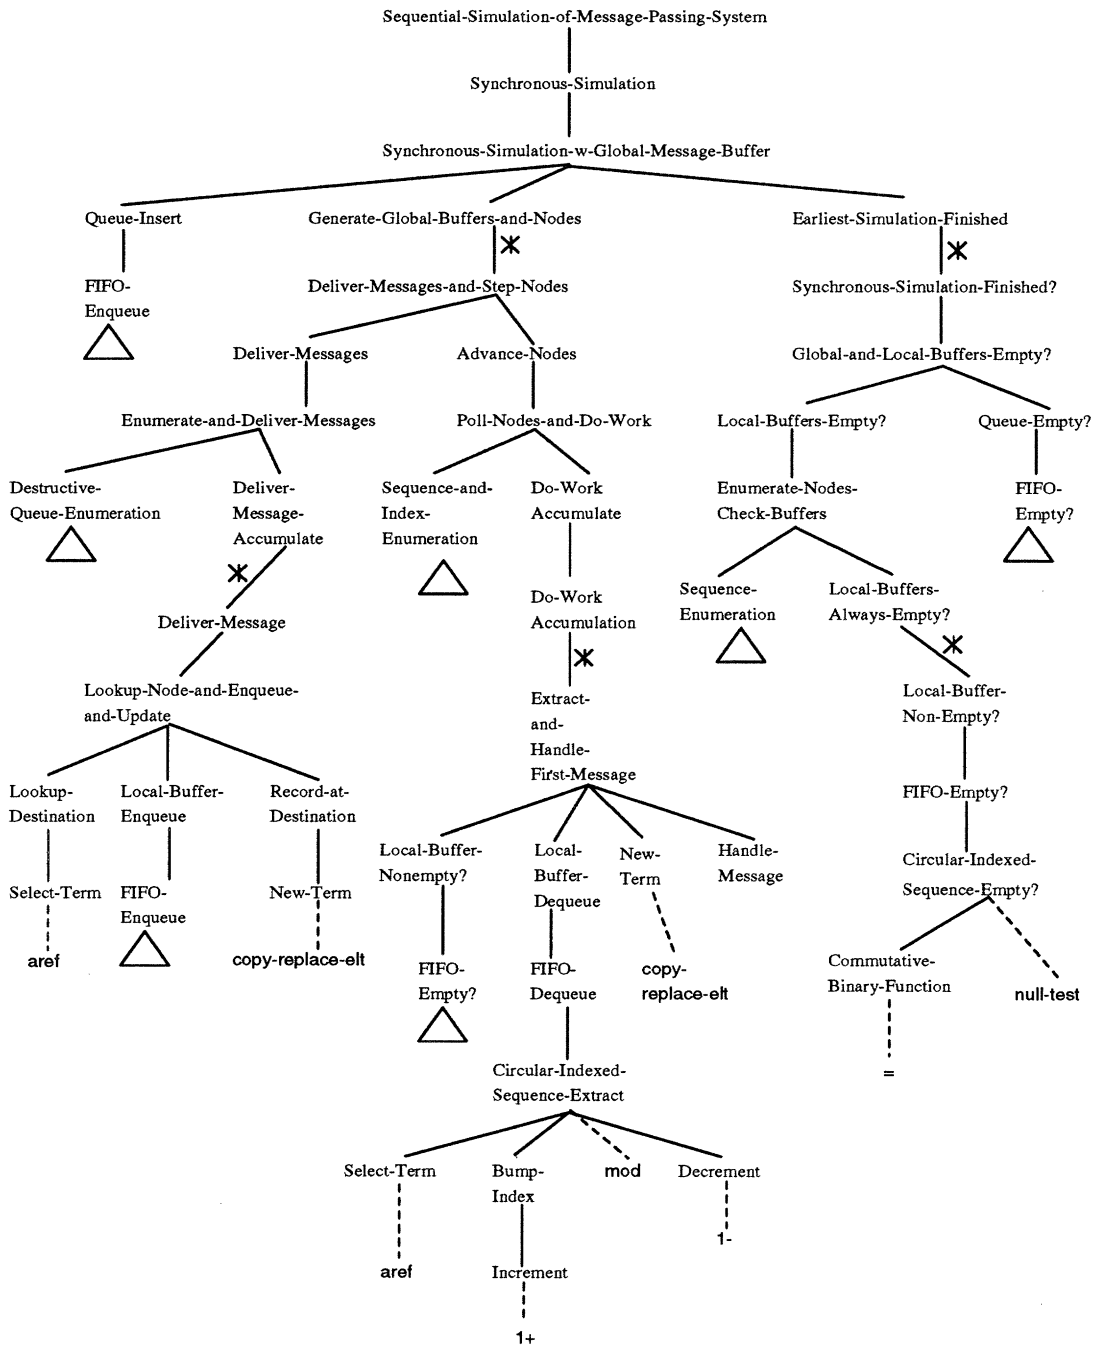 Sequential-Simulation-of-Message-Passing-System
Synchronous-Simulation
Synchronous-Simulation-w-Global-Message-Buffer
Queue-Insert
Generate-Global-Buffers-and-Nodes
Earliest-Simulation-Finished
FIFO-
Enqueue
Deliver-Messages-and-Step-Nodes
Synchronous-Simulation-Finished?
Deliver-Messages
Advance-Nodes
Global-and-Local-Buffers-Empty?
Enumerate-and-Deliver-Messages
Poll-Nodes-and-Do-Work
Local-Buffers-Empty?
Queue-Empty?
Destructive-
Queue-Enumeration
Deliver-
Message-
Accumulate
Sequence-and-
Index-
Enumeration
Do-Work
Accumulate
Enumerate-Nodes-
Check-Buffers
FIFO-
Empty?
Deliver-Message
Do-Work
Accumulation
Sequence-
Enumeration
Local-Buffers-
Always-Empty?
Lookup-Node-and-Enqueue-
and-Update
Extract-
and-
Handle-
First-Message
Local-Buffer-
Non-Empty?
Lookup-
Destination
Local-Buffer-
Enqueue
Record-at-
Destination
FIFO-Empty?
Local-Buffer-
Nonempty?
Local-
Buffer-
Dequeue
New-
Term
Handle-
Message
Circular-Indexed-
Sequence-Empty?
Select-Term
FIFO-
Enqueue
New-Term
aref
copy-replace-elt
FIFO-
Empty?
FIFO-
Dequeue
copy-
replace-elt
Commutative-
Binary-Function
null-test
=
Circular-Indexed-
Sequence-Extract
Select-Term
Bump-
Index
mod
Decrement
1-
aref
Increment
1+